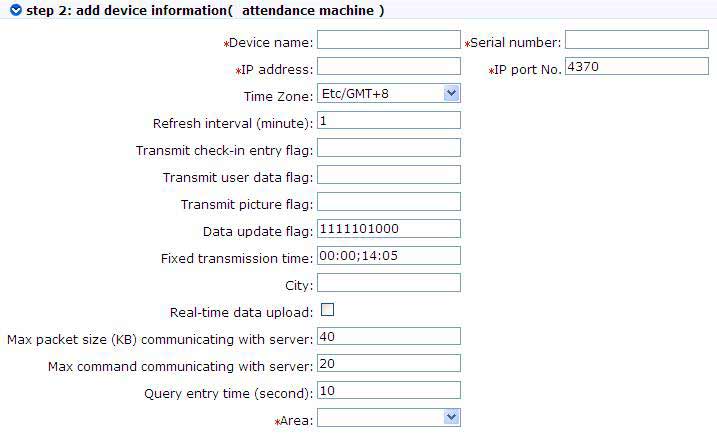 step 2: add device information( attendance machine )
*Device name: *Serial number:
*IP address: *IP port No. 4370
Time Zone: Etc/GMT+8
Refresh interval (minute): 1
Transmit check-in entry flag:
Transmit user data flag:
Transmit picture flag:
Data update flag: 1111101000
Fixed transmission time: 00:00;14:05
City:
Real-time data upload:
Max packet size (KB) communicating with server: 40
Max command communicating with server: 20
Query entry time (second): 10
*Area: